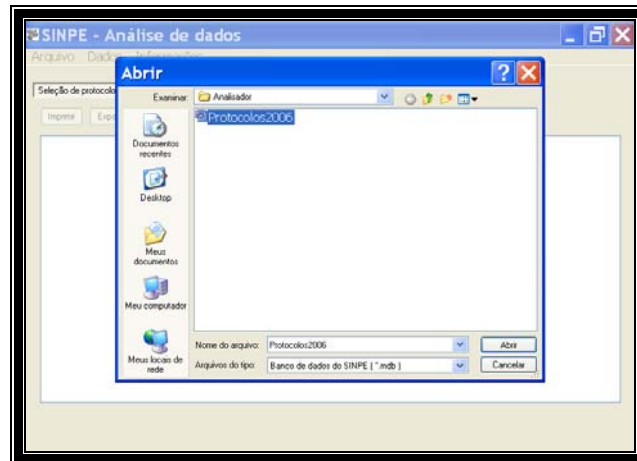 SINPE - Análise de dados
Arquivo Dados
Seleção de protocolo
Imprimir
Abrir
Examinar: Analisador
Protocolos2006
Documentos recentes
Desktop
Meus documentos
Meu computador
Meus locais de rede
Nome do arquivo: Protocolos2006 Abrir
Arquivos do tipo: Banco de dados do SINPE ( *.mdb ) Cancelar